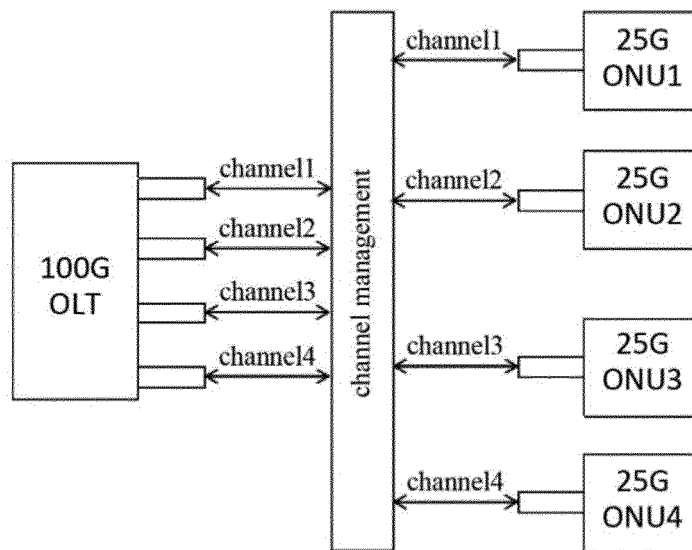 100G
OLT
channel1
channel2
channel3
channel4
channel management
channel1
channel2
channel3
channel4
25G
ONU1
25G
ONU2
25G
ONU3
25G
ONU4